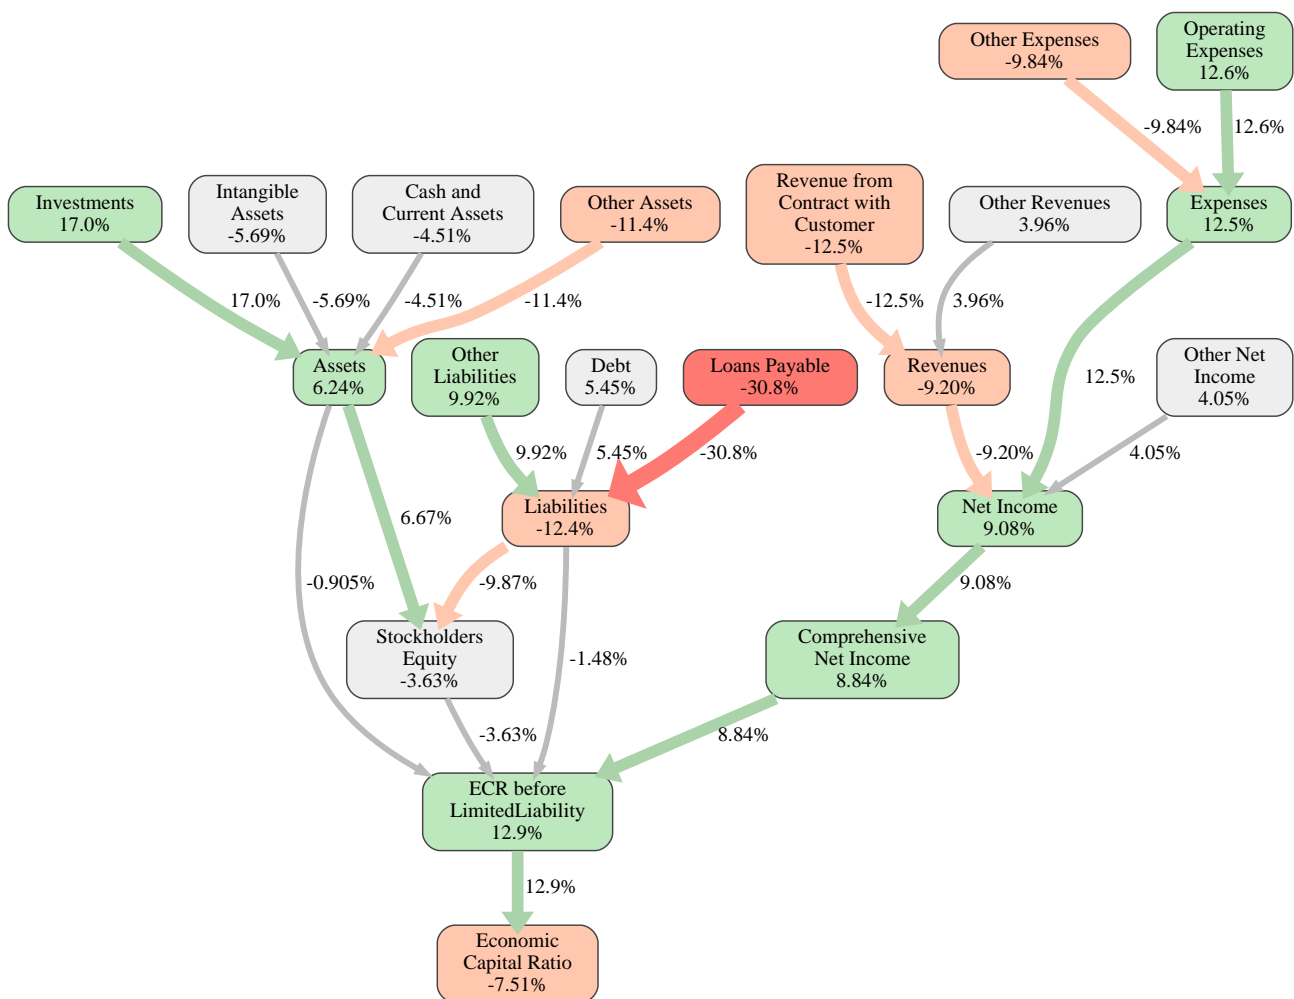 Other Expenses
-9.84%
Operating
Expenses
12.6%
-9.84%
12.6%
Investments
17.0%
Intangible
Assets
-5.69%
Cash and
Current Assets
-4.51%
Other Assets
-11.4%
Revenue from
Contract with
Customer
-12.5%
Other Revenues
3.96%
Expenses
12.5%
17.0%
-5.69%
-4.51%
-11.4%
-12.5%
3.96%
12.5%
Assets
6.24%
Other
Liabilities
9.92%
Debt
5.45%
Loans Payable
-30.8%
Revenues
-9.20%
Other Net
Income
4.05%
6.67%
9.92%
5.45%
-30.8%
-9.20%
4.05%
Liabilities
-12.4%
Net Income
9.08%
-0.905%
-9.87%
-1.48%
9.08%
Stockholders
Equity
-3.63%
Comprehensive
Net Income
8.84%
-3.63%
8.84%
ECR before
LimitedLiability
12.9%
12.9%
Economic
Capital Ratio
-7.51%